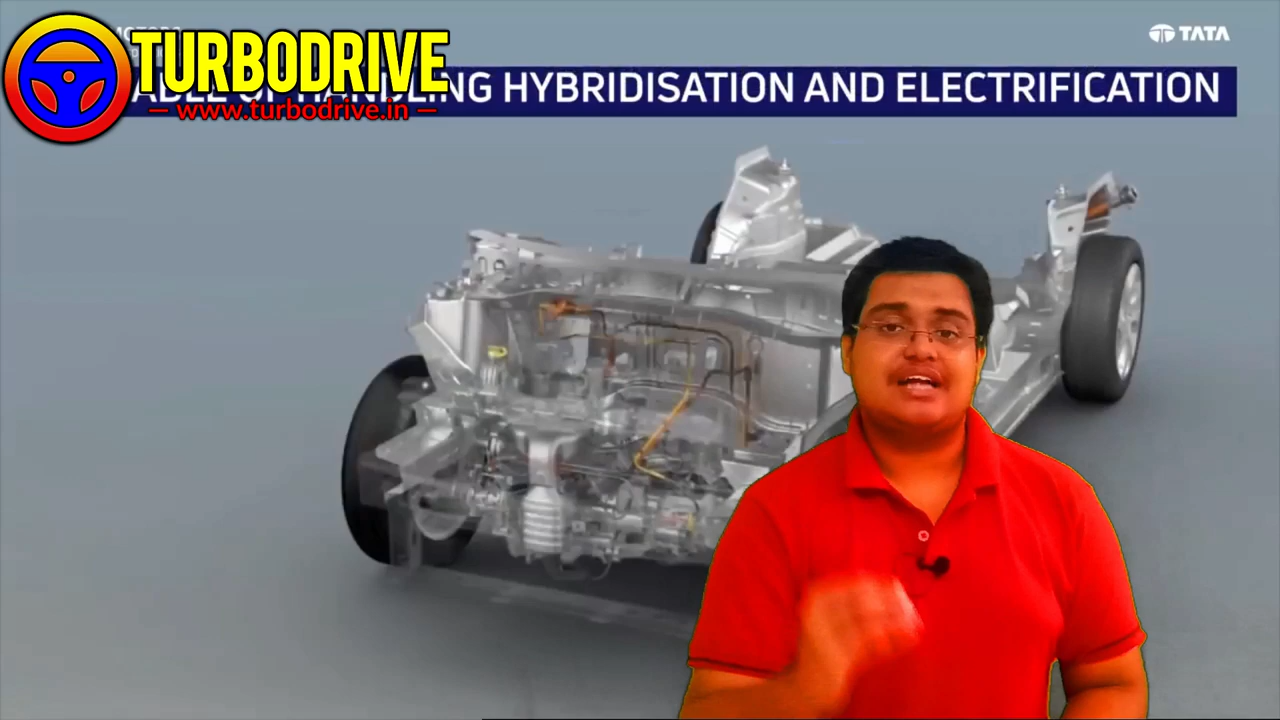 TURBODRIVE
www.turbodrive.in
TATA
HYBRIDISATION AND ELECTRIFICATION